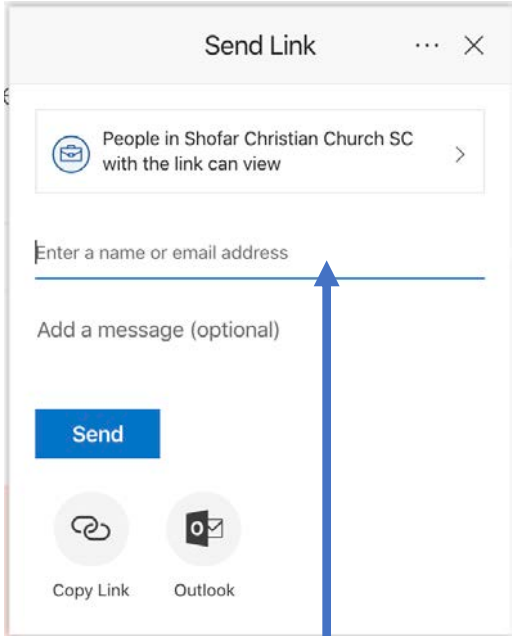 Send Link
People in Shofar Christian Church SC
with the link can view
Enter a name or email address
Add a message (optional)
Send
Copy Link Outlook